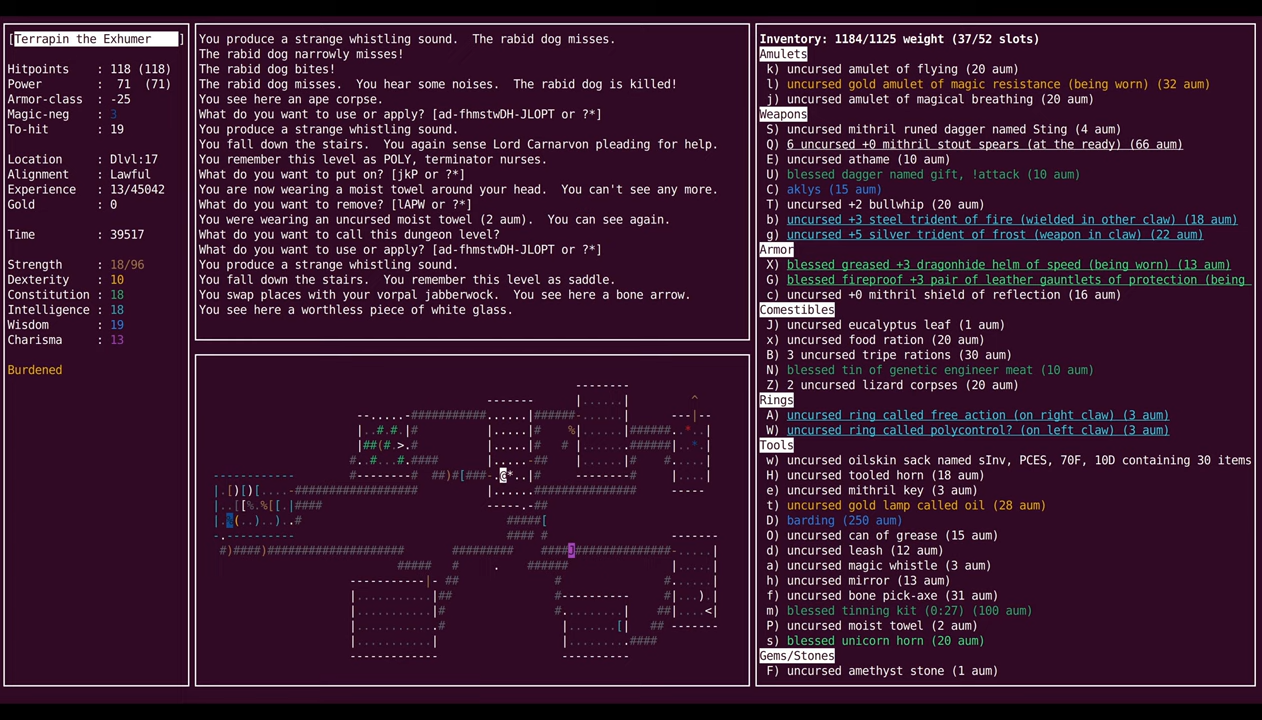 [Terrapin the Exhumer ]
Hitpoints : 118 (118)
Power : 71 (71)
Armor-class : -25
Magic-neg : 3
To-hit : 19
Location : Dlvl:17
Alignment : Lawful
Experience : 13/45042
Gold : 0
Time : 39517
Strength : 18/96
Dexterity : 10
Constitution : 18
Intelligence : 18
Wisdom : 19
Charisma : 13
Burdened
You produce a strange whistling sound. The rabid dog misses.
The rabid dog narrowly misses!
The rabid dog bites!
The rabid dog misses. You hear some noises. The rabid dog is killed!
You see here an ape corpse.
What do you want to use or apply? [ad-fhmstwDH-JLOPT or ?*]
You produce a strange whistling sound.
You fall down the stairs. You again sense Lord Carnarvon pleading for help.
You remember this level as POLY, terminator nurses.
What do you want to put on? [jkP or ?*]
You are now wearing a moist towel around your head. You can't see any more.
What do you want to remove? [lAPW or ?*]
You were wearing an uncursed moist towel (2 aum). You can see again.
What do you want to call this dungeon level?
What do you want to use or apply? [ad-fhmstwDH-JLOPT or ?*]
You produce a strange whistling sound.
You fall down the stairs. You remember this level as saddle.
You swap places with your vorpal jabberwock. You see here a bone arrow.
You see here a worthless piece of white glass.
Inventory: 1184/1125 weight (37/52 slots)
Amulets
k) uncursed amulet of flying (20 aum)
l) uncursed gold amulet of magic resistance (being worn) (32 aum)
j) uncursed amulet of magical breathing (20 aum)
Weapons
S) uncursed mithril runed dagger named Sting (4 aum)
Q) 6 uncursed +0 mithril stout spears (at the ready) (66 aum)
E) uncursed athame (10 aum)
U) blessed dagger named gift, !attack (10 aum)
C) aklys (15 aum)
T) uncursed +2 bullwhip (20 aum)
b) uncursed +3 steel trident of fire (wielded in other claw) (18 aum)
g) uncursed +5 silver trident of frost (weapon in claw) (22 aum)
Armor
X) blessed greased +3 dragonhide helm of speed (being worn) (13 aum)
G) blessed fireproof +3 pair of leather gauntlets of protection (being
c) uncursed +0 mithril shield of reflection (16 aum)
Comestibles
J) uncursed eucalyptus leaf (1 aum)
x) uncursed food ration (20 aum)
B) 3 uncursed tripe rations (30 aum)
N) blessed tin of genetic engineer meat (10 aum)
Z) 2 uncursed lizard corpses (20 aum)
Rings
A) uncursed ring called free action (on right claw) (3 aum)
W) uncursed ring called polycontrol? (on left claw) (3 aum)
Tools
w) uncursed oilskin sack named sInv, PCES, 70F, 10D containing 30 items
H) uncursed tooled horn (18 aum)
e) uncursed mithril key (3 aum)
t) uncursed gold lamp called oil (28 aum)
D) barding (250 aum)
O) uncursed can of grease (15 aum)
d) uncursed leash (12 aum)
a) uncursed magic whistle (3 aum)
h) uncursed mirror (13 aum)
f) uncursed bone pick-axe (31 aum)
m) blessed tinning kit (0:27) (100 aum)
P) uncursed moist towel (2 aum)
s) blessed unicorn horn (20 aum)
Gems/Stones
F) uncursed amethyst stone (1 aum)